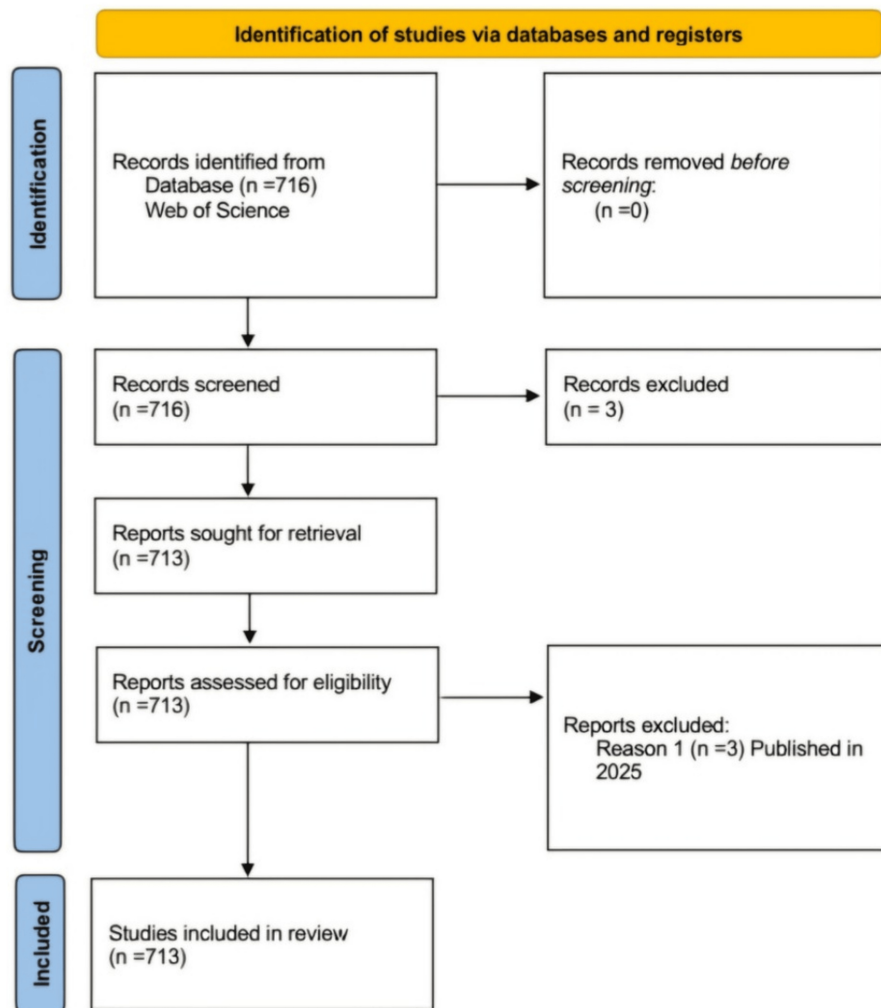 Identification of studies via databases and registers
Identification
Records identified from
Database (n =716)
Web of Science
Records removed before
screening:
(n =0)
Screening
Records screened
(n =716)
Records excluded
(n = 3)
Reports sought for retrieval
(n =713)
Reports assessed for eligibility
(n =713)
Reports excluded:
Reason 1 (n =3) Published in
2025
Included
Studies included in review
(n =713)